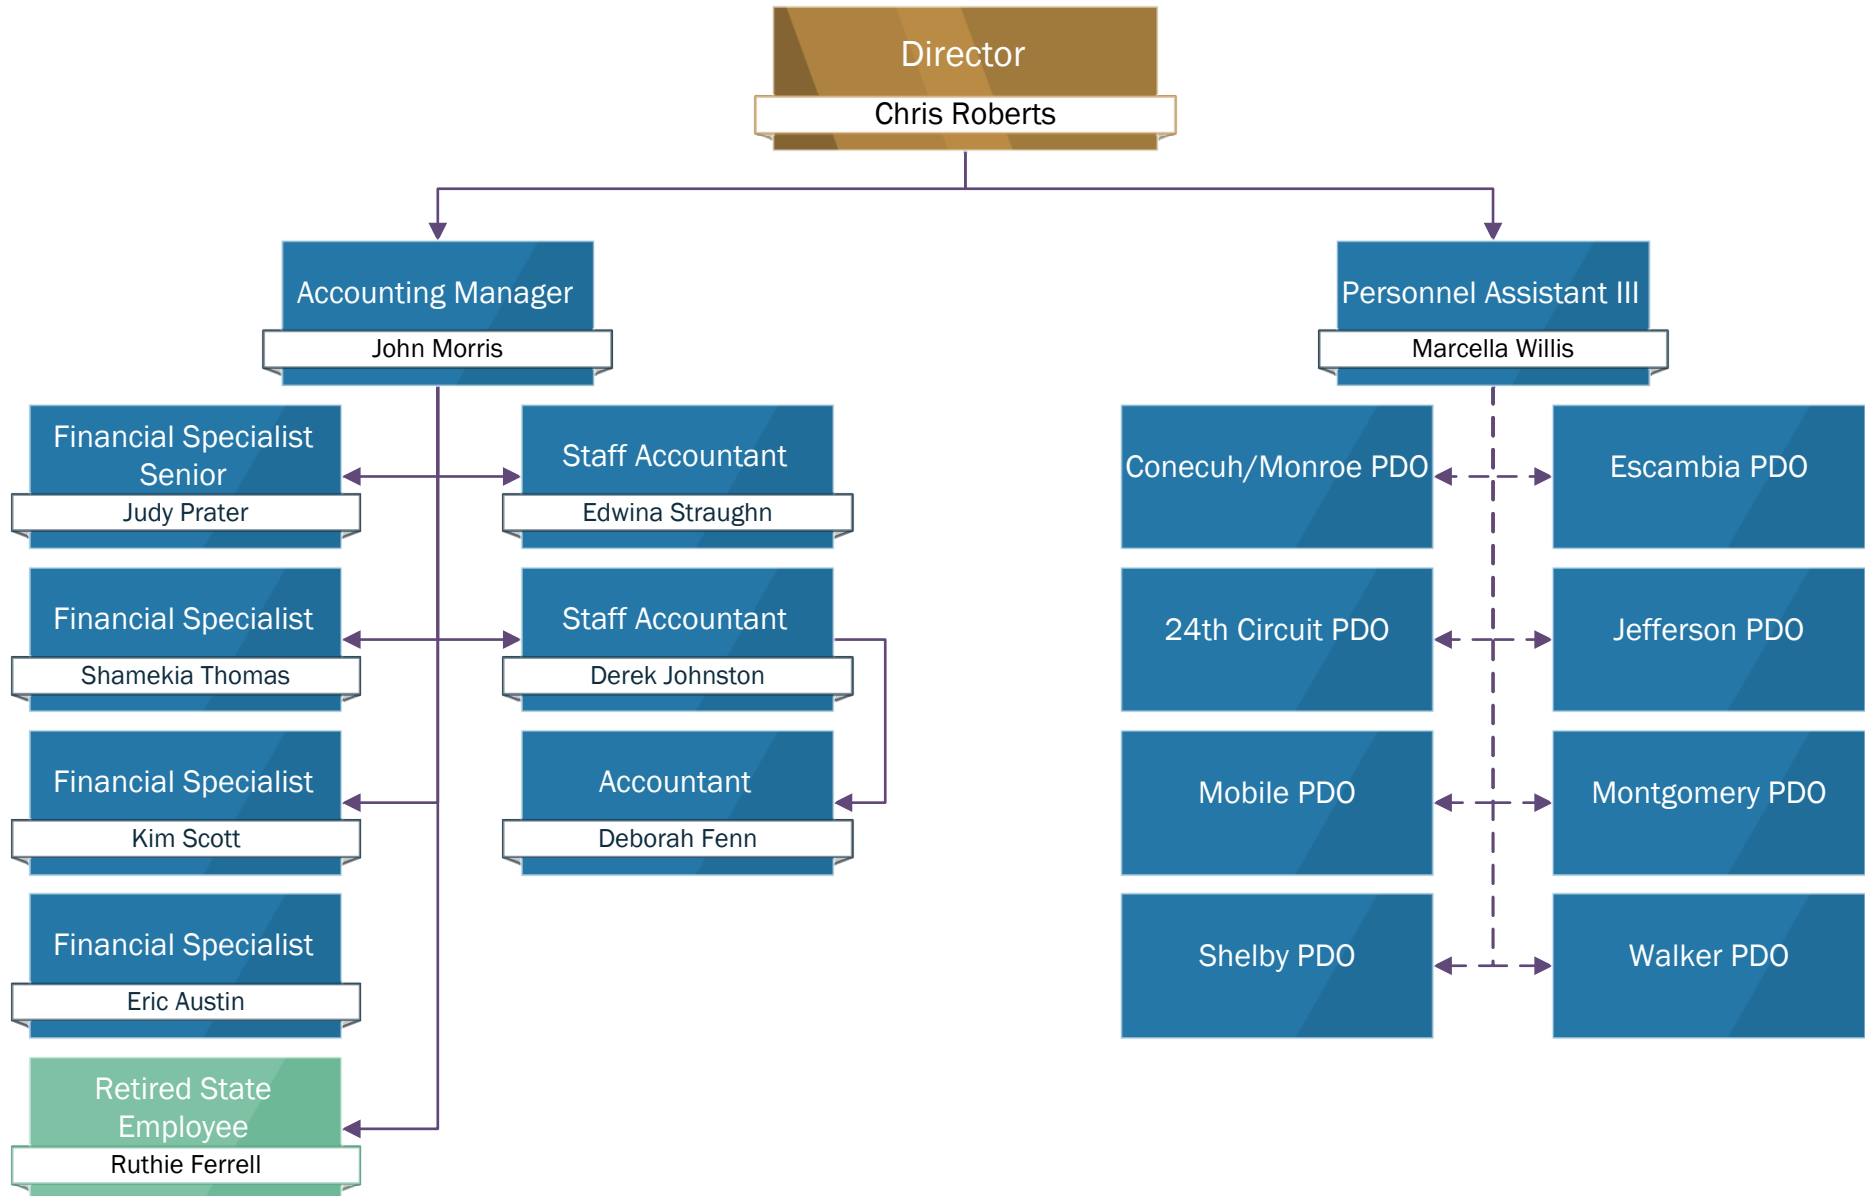 Director
Chris Roberts
Accounting Manager
John Morris
Personnel Assistant III
Marcella Willis
Financial Specialist
Senior
Judy Prater
Staff Accountant
Edwina Straughn
Conecuh/Monroe PDO
Escambia PDO
Financial Specialist
Shamekia Thomas
Staff Accountant
Derek Johnston
24th Circuit PDO
Jefferson PDO
Financial Specialist
Kim Scott
Accountant
Deborah Fenn
Mobile PDO
Montgomery PDO
Financial Specialist
Eric Austin
Shelby PDO
Walker PDO
Retired State
Employee
Ruthie Ferrell